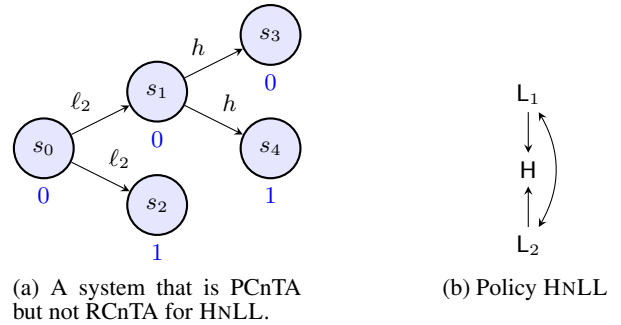 h
s₃
ℓ₂
s₁
0
h
L₁
s₀
0
s₄
H
0
ℓ₂
s₂
1
L₂
1
(a) A system that is PCnTA
but not RCnTA for HNLL.
(b) Policy HNLL